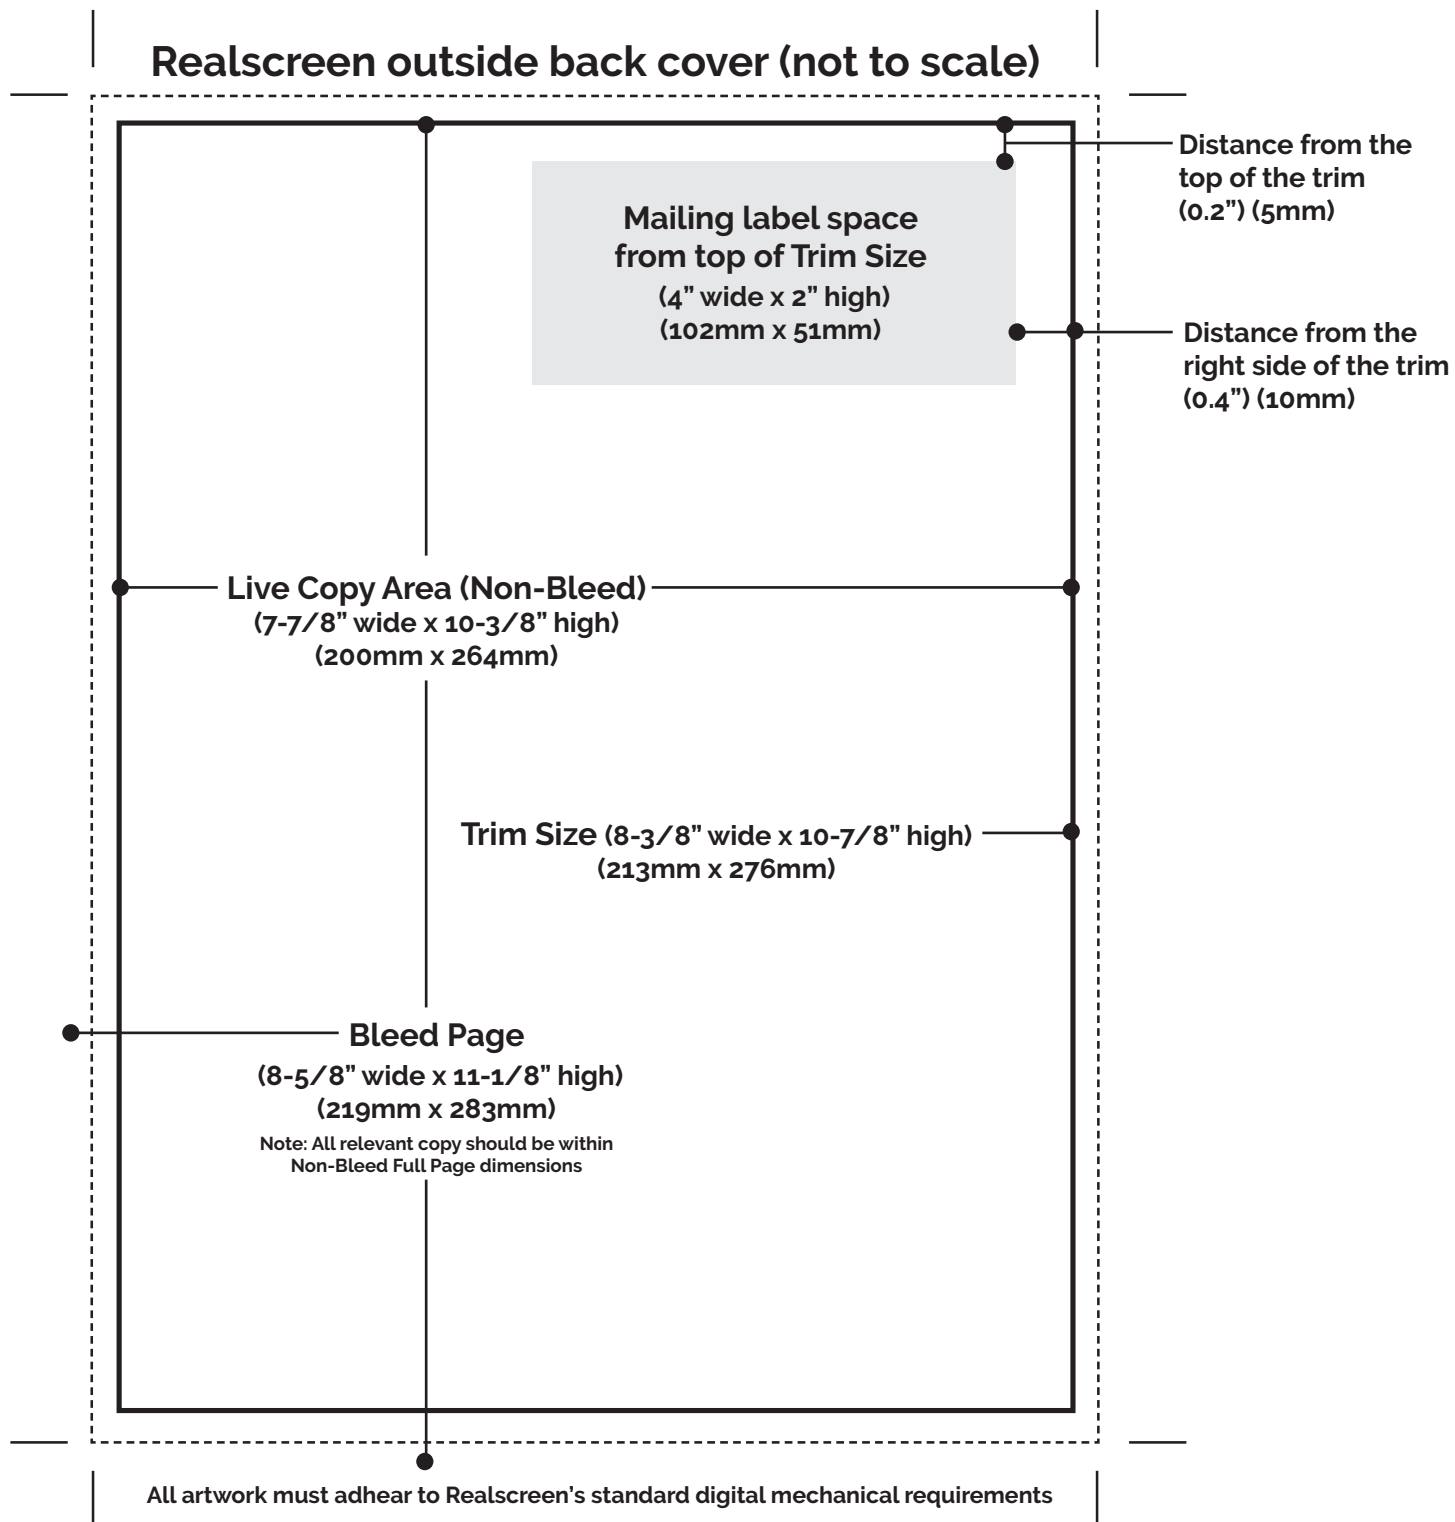 Realscreen outside back cover (not to scale)
Distance from the
top of the trim
(0.2”) (5mm)
Mailing label space
from top of Trim Size
(4” wide x 2” high)
(102mm x 51mm)
Distance from the
right side of the trim
(0.4”) (10mm)
Live Copy Area (Non-Bleed)
(7-7/8” wide x 10-3/8” high)
(200mm x 264mm)
Trim Size (8-3/8” wide x 10-7/8” high)
(213mm x 276mm)
Bleed Page
(8-5/8” wide x 11-1/8” high)
(219mm x 283mm)
Note: All relevant copy should be within
Non-Bleed Full Page dimensions
All artwork must adhear to Realscreen’s standard digital mechanical requirements